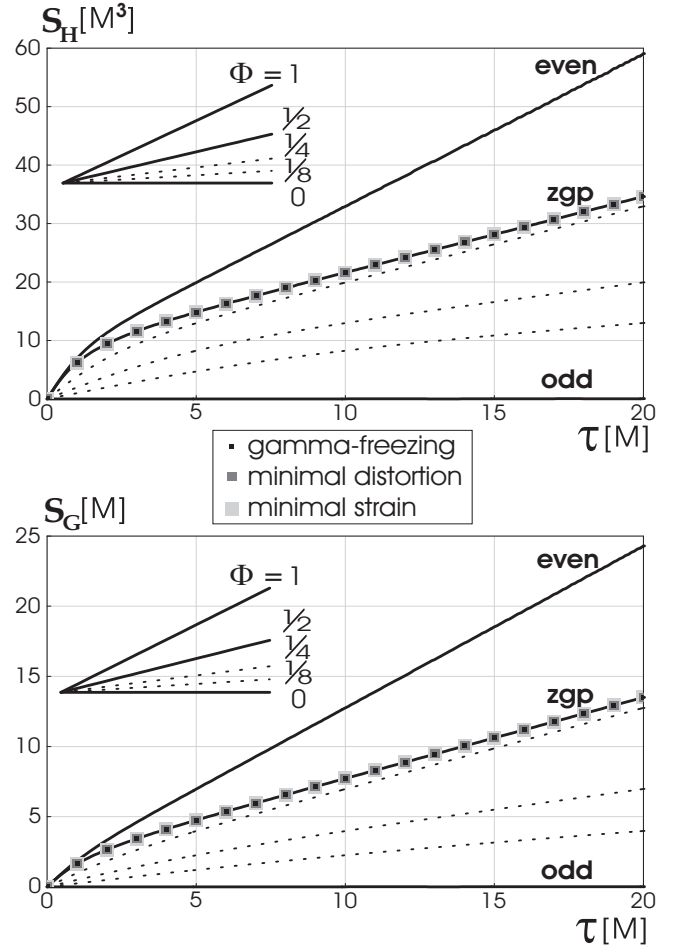 S_H[M³]
60
even
Φ = 1
50
1/2
40
1/4
1/8
zgp
30
0
20
10
odd
0
0 5 10 15 20
τ[M]
gamma-freezing
minimal distortion
minimal strain
S_G[M]
25
even
Φ = 1
20
1/2
1/4
15
1/8
zgp
0
10
5
odd
0
0 5 10 15 20
τ[M]